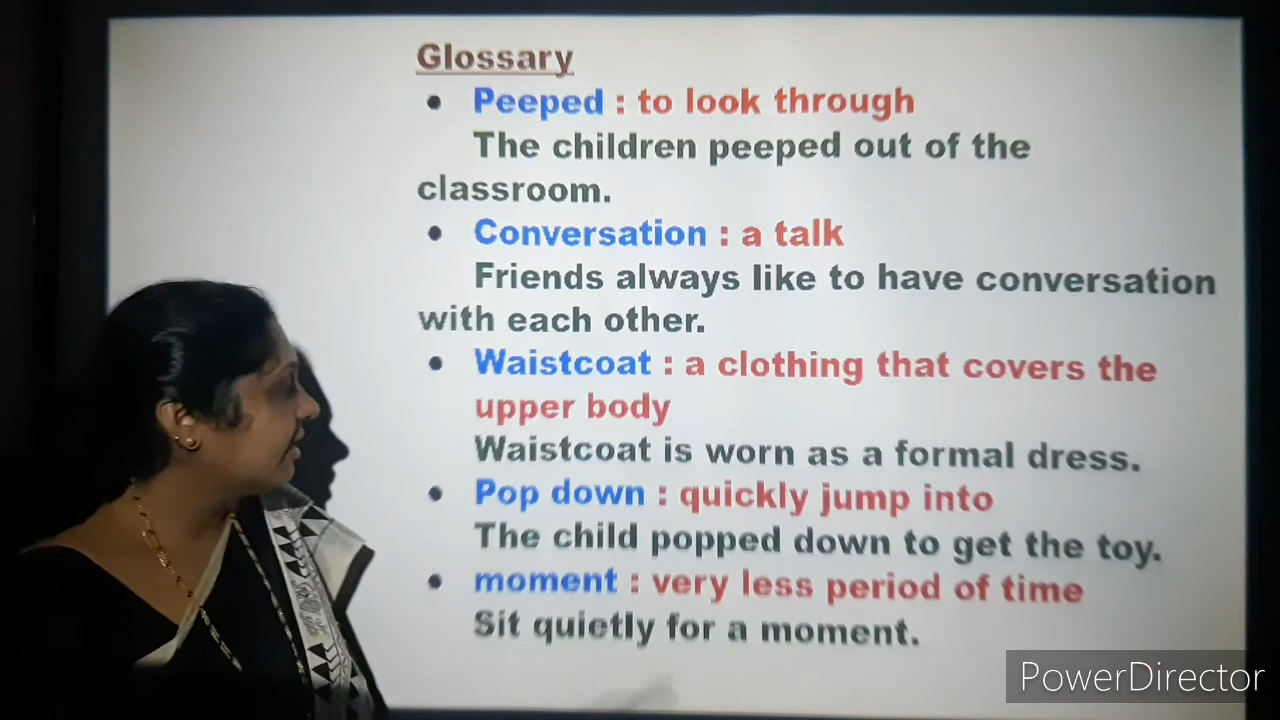 Glossary
• Peeped : to look through
The children peeped out of the
classroom.
• Conversation : a talk
Friends always like to have conversation
with each other.
• Waistcoat : a clothing that covers the
upper body
Waistcoat is worn as a formal dress.
• Pop down : quickly jump into
The child popped down to get the toy.
• moment : very less period of time
Sit quietly for a moment.
PowerDirector